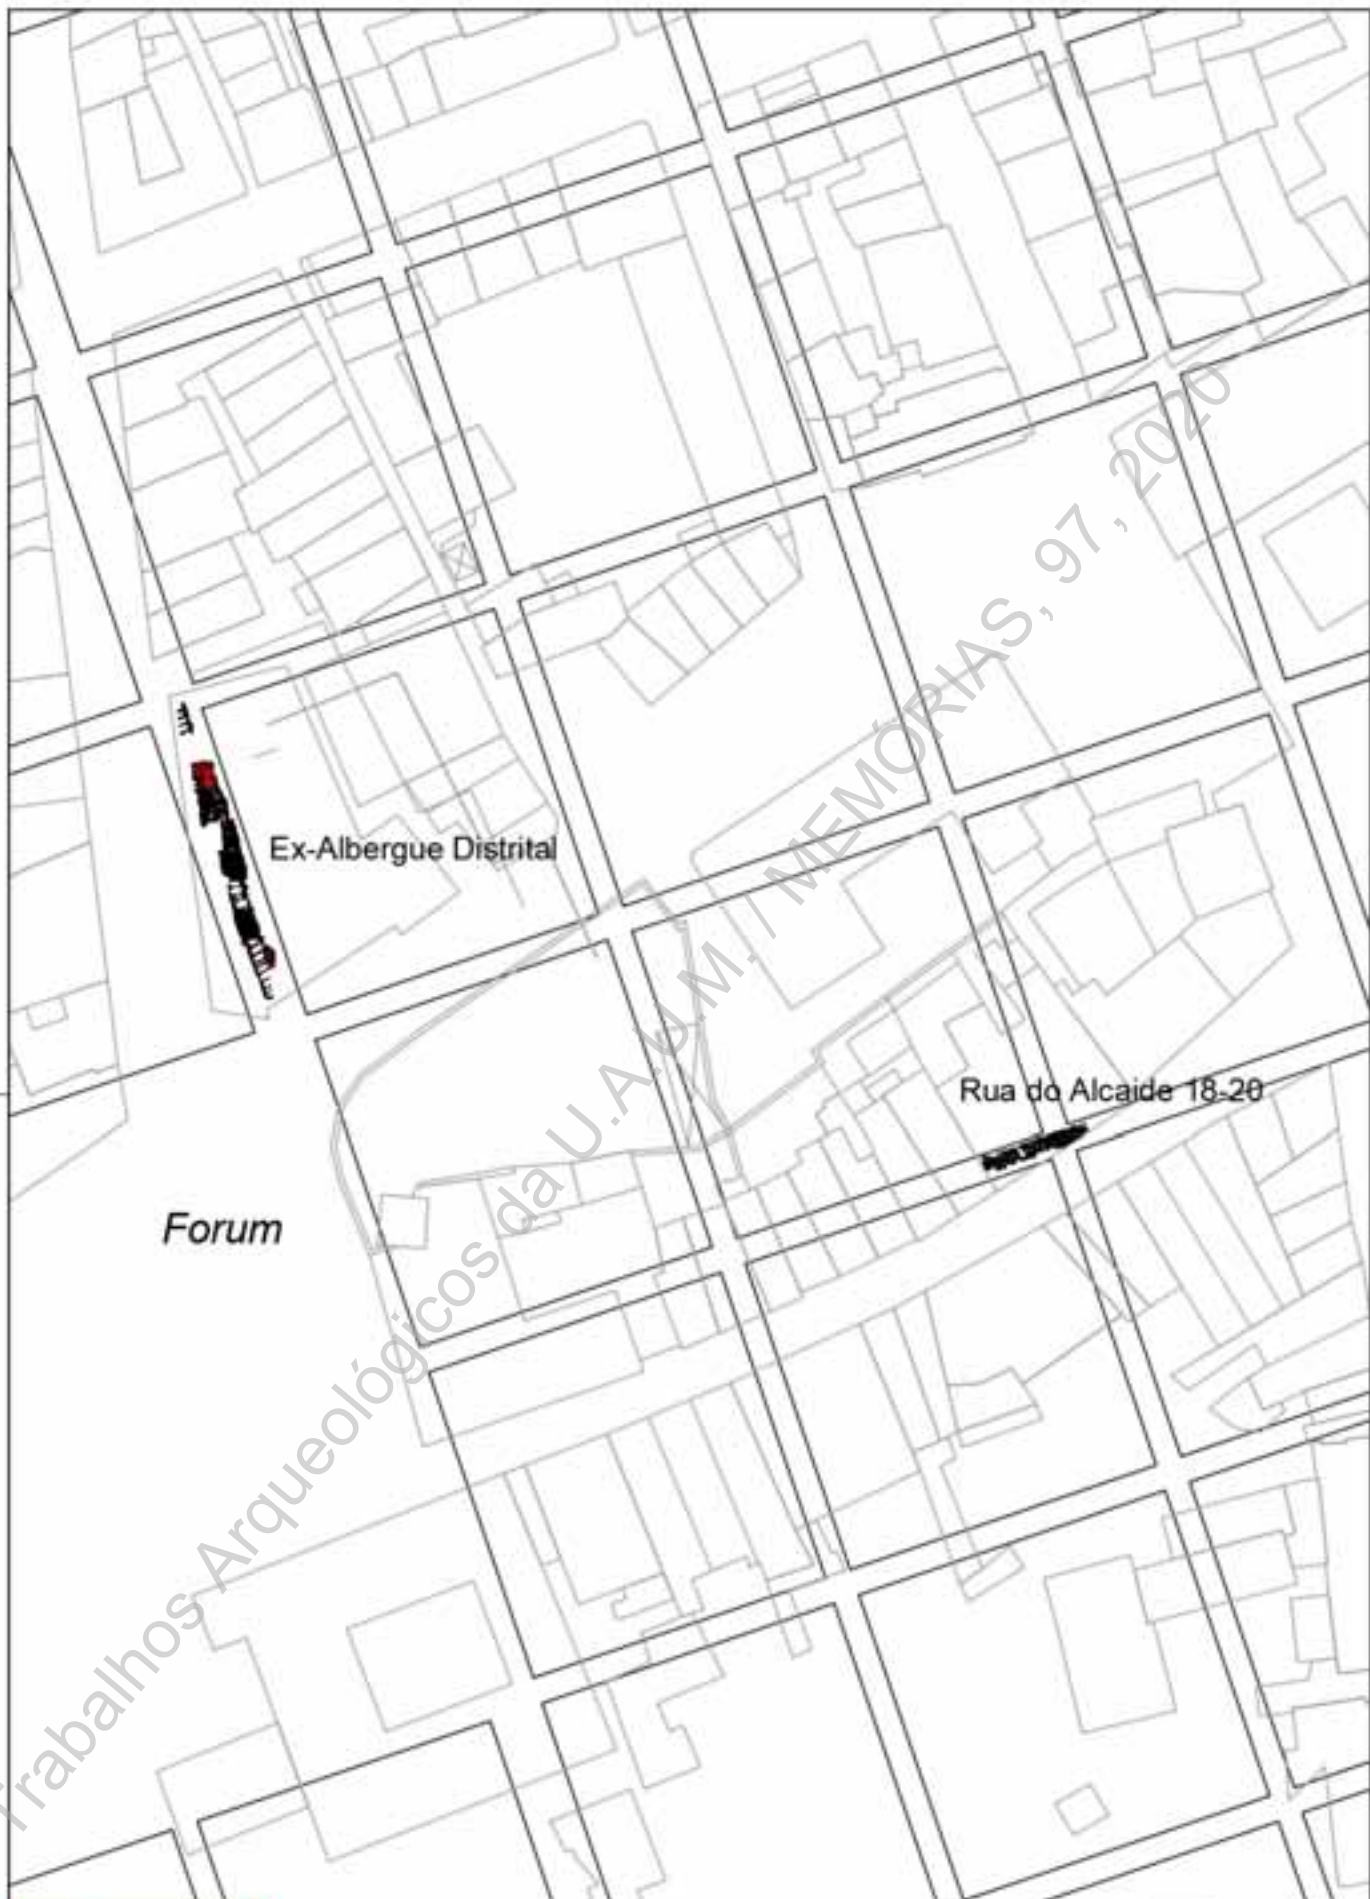 Ex-Albergue Distrital
Rua do Alcaide 18-20
Forum
Trabalhos Arqueológicos da U.A.U.M. / MEMÓRIAS, 97, 2020